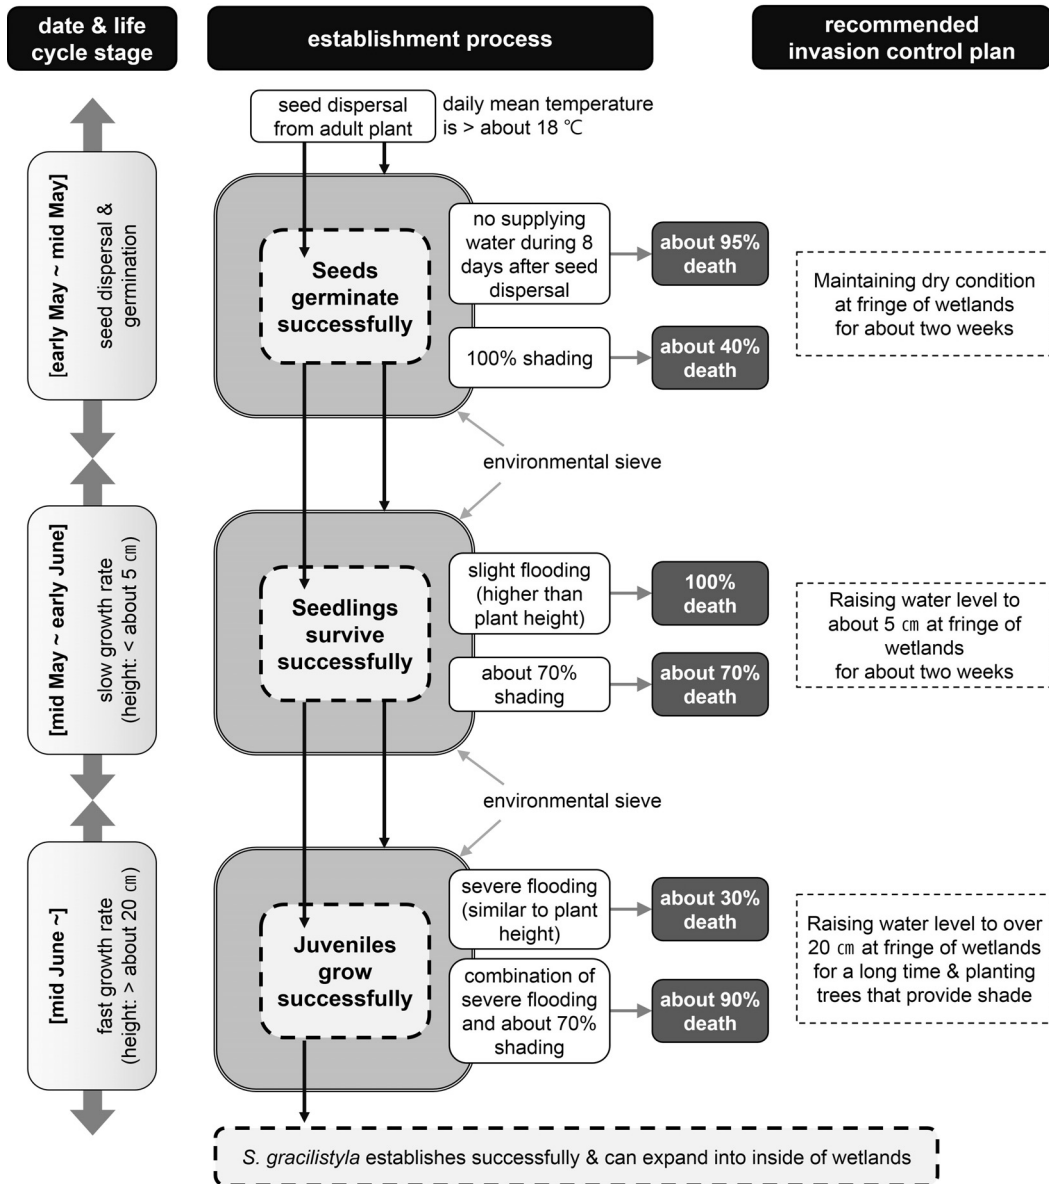 date & life
cycle stage
establishment process
recommended
invasion control plan
seed dispersal
from adult plant
daily mean temperature
is > about 18 ℃
[early May ~ mid May]
seed dispersal &
germination
Seeds
germinate
successfully
no supplying
water during 8
days after seed
dispersal
about 95%
death
100% shading
about 40%
death
Maintaining dry condition
at fringe of wetlands
for about two weeks
environmental sieve
[mid May ~ early June]
slow growth rate
(height: < about 5 ㎝)
Seedlings
survive
successfully
slight flooding
(higher than
plant height)
100%
death
about 70%
shading
about 70%
death
Raising water level to
about 5 ㎝ at fringe of
wetlands
for about two weeks
environmental sieve
[mid June ~]
fast growth rate
(height: > about 20 ㎝)
Juveniles
grow
successfully
severe flooding
(similar to plant
height)
about 30%
death
combination of
severe flooding
and about 70%
shading
about 90%
death
Raising water level to over
20 ㎝ at fringe of wetlands
for a long time & planting
trees that provide shade
S. gracilistyla establishes successfully & can expand into inside of wetlands